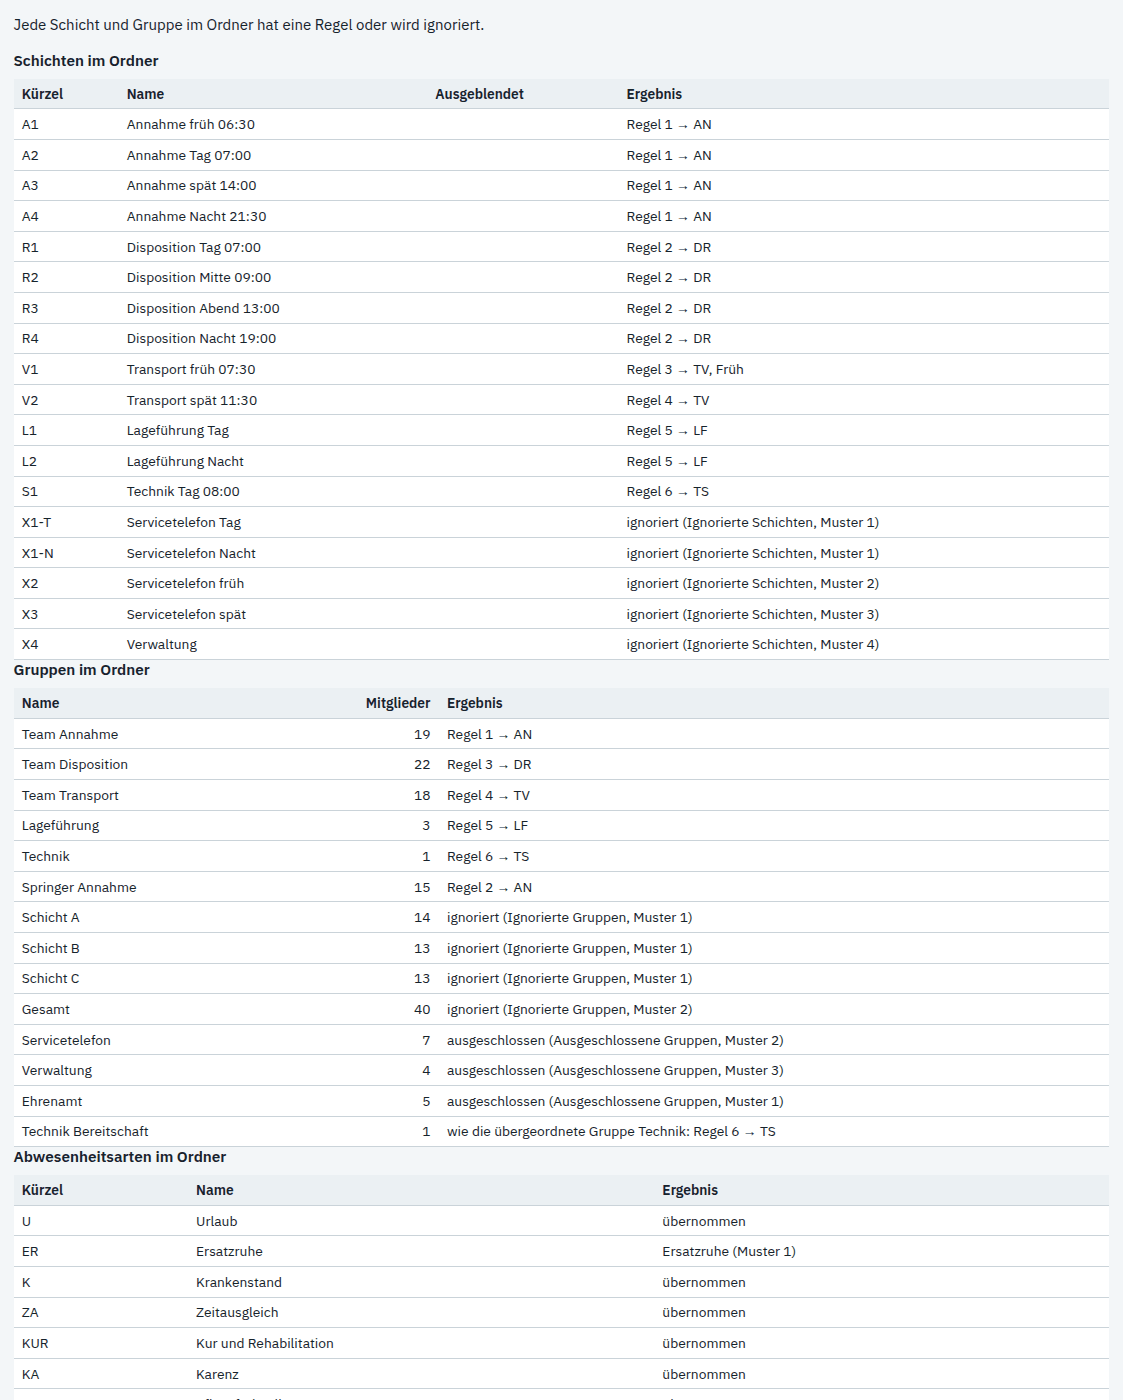 Jede Schicht und Gruppe im Ordner hat eine Regel oder wird ignoriert.
Schichten im Ordner
Kürzel Name Ausgeblendet Ergebnis
A1 Annahme früh 06:30 Regel 1 → AN
A2 Annahme Tag 07:00 Regel 1 → AN
A3 Annahme spät 14:00 Regel 1 → AN
A4 Annahme Nacht 21:30 Regel 1 → AN
R1 Disposition Tag 07:00 Regel 2 → DR
R2 Disposition Mitte 09:00 Regel 2 → DR
R3 Disposition Abend 13:00 Regel 2 → DR
R4 Disposition Nacht 19:00 Regel 2 → DR
V1 Transport früh 07:30 Regel 3 → TV, Früh
V2 Transport spät 11:30 Regel 4 → TV
L1 Lageführung Tag Regel 5 → LF
L2 Lageführung Nacht Regel 5 → LF
S1 Technik Tag 08:00 Regel 6 → TS
X1-T Servicetelefon Tag ignoriert (Ignorierte Schichten, Muster 1)
X1-N Servicetelefon Nacht ignoriert (Ignorierte Schichten, Muster 1)
X2 Servicetelefon früh ignoriert (Ignorierte Schichten, Muster 2)
X3 Servicetelefon spät ignoriert (Ignorierte Schichten, Muster 3)
X4 Verwaltung ignoriert (Ignorierte Schichten, Muster 4)
Gruppen im Ordner
Name Mitglieder Ergebnis
Team Annahme 19 Regel 1 → AN
Team Disposition 22 Regel 3 → DR
Team Transport 18 Regel 4 → TV
Lageführung 3 Regel 5 → LF
Technik 1 Regel 6 → TS
Springer Annahme 15 Regel 2 → AN
Schicht A 14 ignoriert (Ignorierte Gruppen, Muster 1)
Schicht B 13 ignoriert (Ignorierte Gruppen, Muster 1)
Schicht C 13 ignoriert (Ignorierte Gruppen, Muster 1)
Gesamt 40 ignoriert (Ignorierte Gruppen, Muster 2)
Servicetelefon 7 ausgeschlossen (Ausgeschlossene Gruppen, Muster 2)
Verwaltung 4 ausgeschlossen (Ausgeschlossene Gruppen, Muster 3)
Ehrenamt 5 ausgeschlossen (Ausgeschlossene Gruppen, Muster 1)
Technik Bereitschaft 1 wie die übergeordnete Gruppe Technik: Regel 6 → TS
Abwesenheitsarten im Ordner
Kürzel Name Ergebnis
U Urlaub übernommen
ER Ersatzruhe Ersatzruhe (Muster 1)
K Krankenstand übernommen
ZA Zeitausgleich übernommen
KUR Kur und Rehabilitation übernommen
KA Karenz übernommen